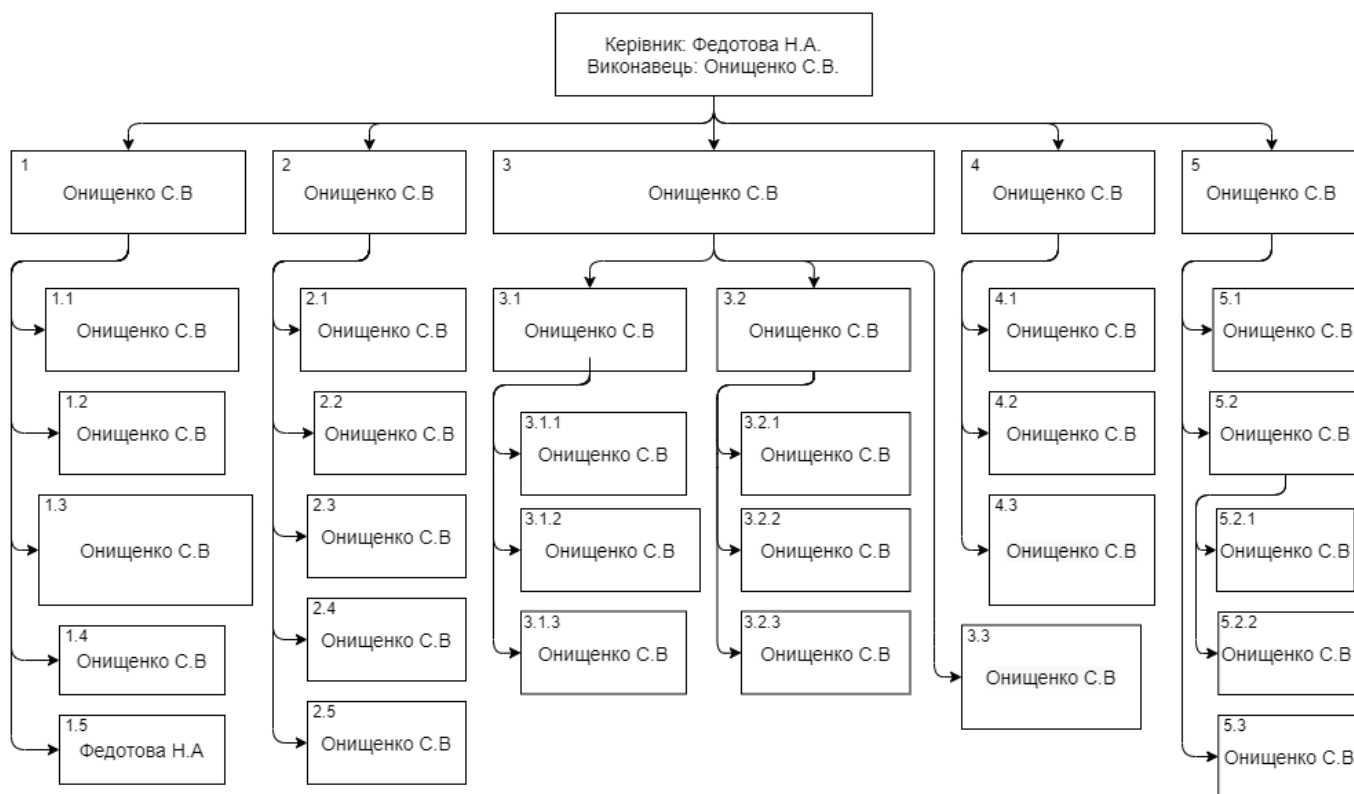 Керівник: Федотова Н.А.
Виконавець: Онищенко С.В.
1
Онищенко С.В
2
Онищенко С.В
3
Онищенко С.В
4
Онищенко С.В
5
Онищенко С.В
1.1
Онищенко С.В
1.2
Онищенко С.В
1.3
Онищенко С.В
1.4
Онищенко С.В
1.5
Федотова Н.А
2.1
Онищенко С.В
2.2
Онищенко С.В
2.3
Онищенко С.В
2.4
Онищенко С.В
2.5
Онищенко С.В
3.1
Онищенко С.В
3.1.1
Онищенко С.В
3.1.2
Онищенко С.В
3.1.3
Онищенко С.В
3.2
Онищенко С.В
3.2.1
Онищенко С.В
3.2.2
Онищенко С.В
3.2.3
Онищенко С.В
3.3
Онищенко С.В
4.1
Онищенко С.В
4.2
Онищенко С.В
4.3
Онищенко С.В
5.1
Онищенко С.В
5.2
Онищенко С.В
5.2.1
Онищенко С.В
5.2.2
Онищенко С.В
5.3
Онищенко С.В